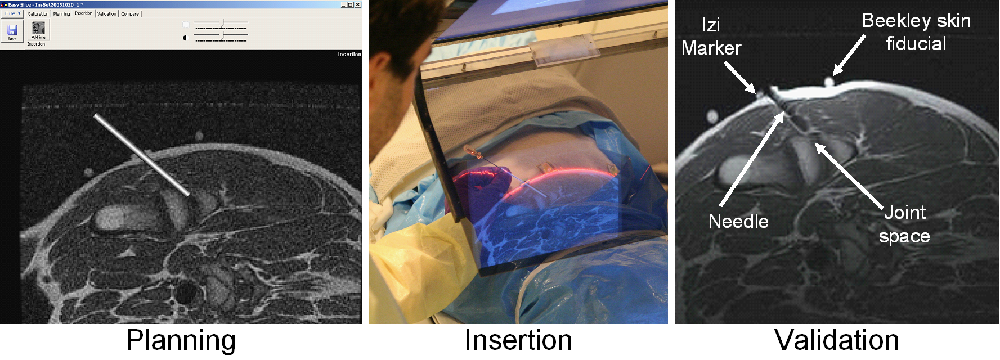 Easy Slice - InsSet20051020_1 *
File
Calibration Planning Insertion Validation Compare
Save
Add img
Insertion
Insertion
Izi
Marker
Beekley skin
fiducial
Needle
Joint
space
Planning
Insertion
Validation